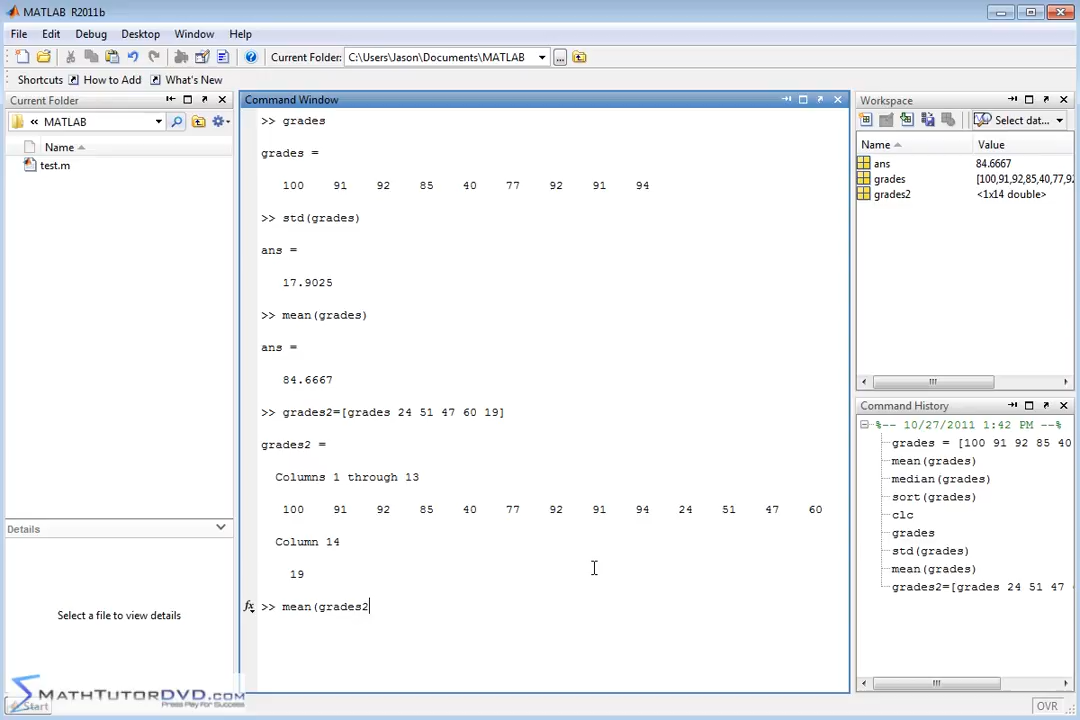 MATLAB R2011b
File Edit Debug Desktop Window Help
Current Folder: C:\Users\Jason\Documents\MATLAB ...
Shortcuts How to Add What's New
Current Folder
« MATLAB
Name
test.m
Details
Select a file to view details
MATHTUTORDVD.COM
Press Play For Success
Start
Command Window
>> grades
grades =
100 91 92 85 40 77 92 91 94
>> std(grades)
ans =
17.9025
>> mean(grades)
ans =
84.6667
>> grades2=[grades 24 51 47 60 19]
grades2 =
Columns 1 through 13
100 91 92 85 40 77 92 91 94 24 51 47 60
Column 14
19
fx >> mean(grades2
Workspace
Select dat...
Name Value
ans 84.6667
grades [100,91,92,85,40,77,92
grades2 <1x14 double>
Command History
%-- 10/27/2011 1:42 PM --%
grades = [100 91 92 85 40
mean(grades)
median(grades)
sort(grades)
clc
grades
std(grades)
mean(grades)
grades2=[grades 24 51 47
OVR